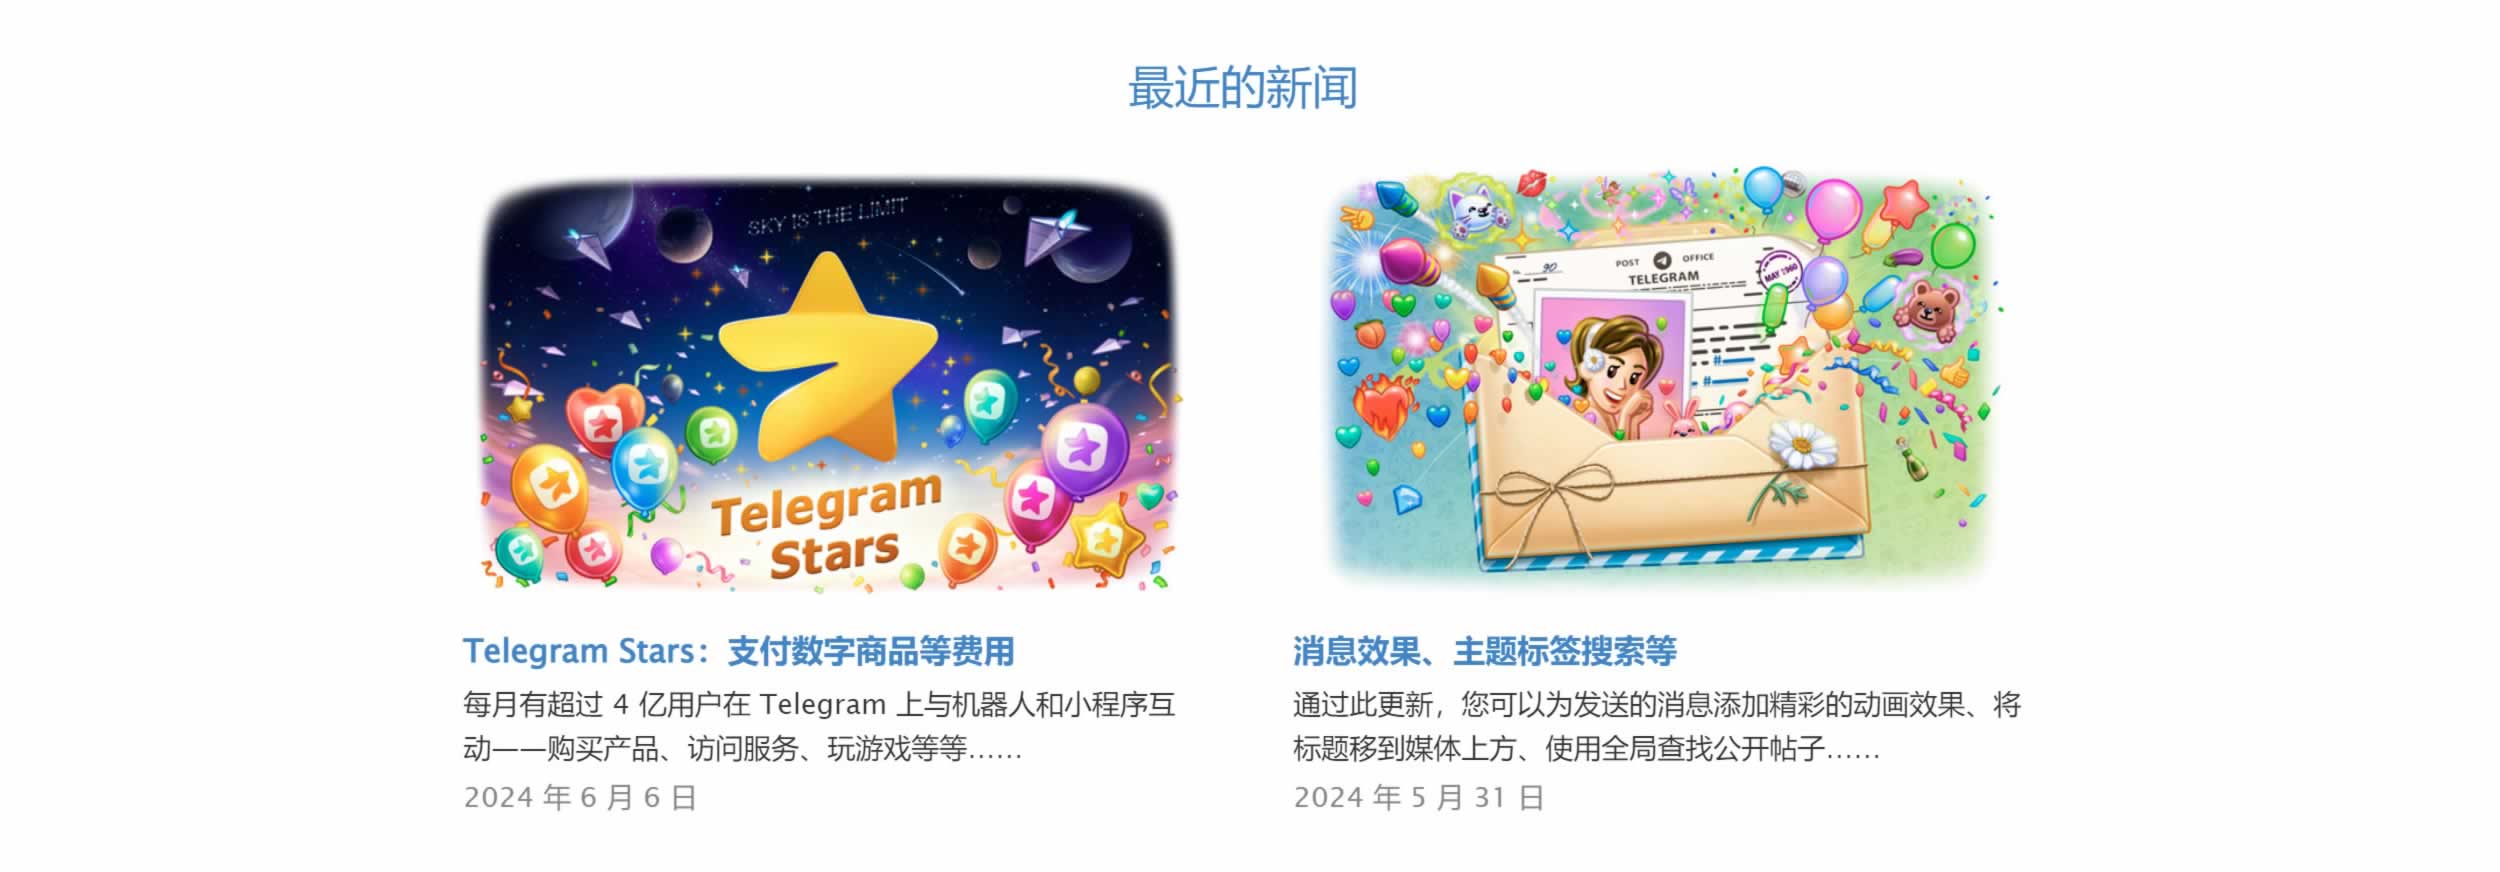 最近的新闻
SKY IS THE LIMIT
Telegram
Stars
Telegram Stars：支付数字商品等费用
每月有超过 4 亿用户在 Telegram 上与机器人和小程序互
动——购买产品、访问服务、玩游戏等等……
2024 年 6 月 6 日
POST OFFICE
TELEGRAM
№ 90
MAY 1960
#
#
消息效果、主题标签搜索等
通过此更新，您可以为发送的消息添加精彩的动画效果、将
标题移到媒体上方、使用全局查找公开帖子……
2024 年 5 月 31 日